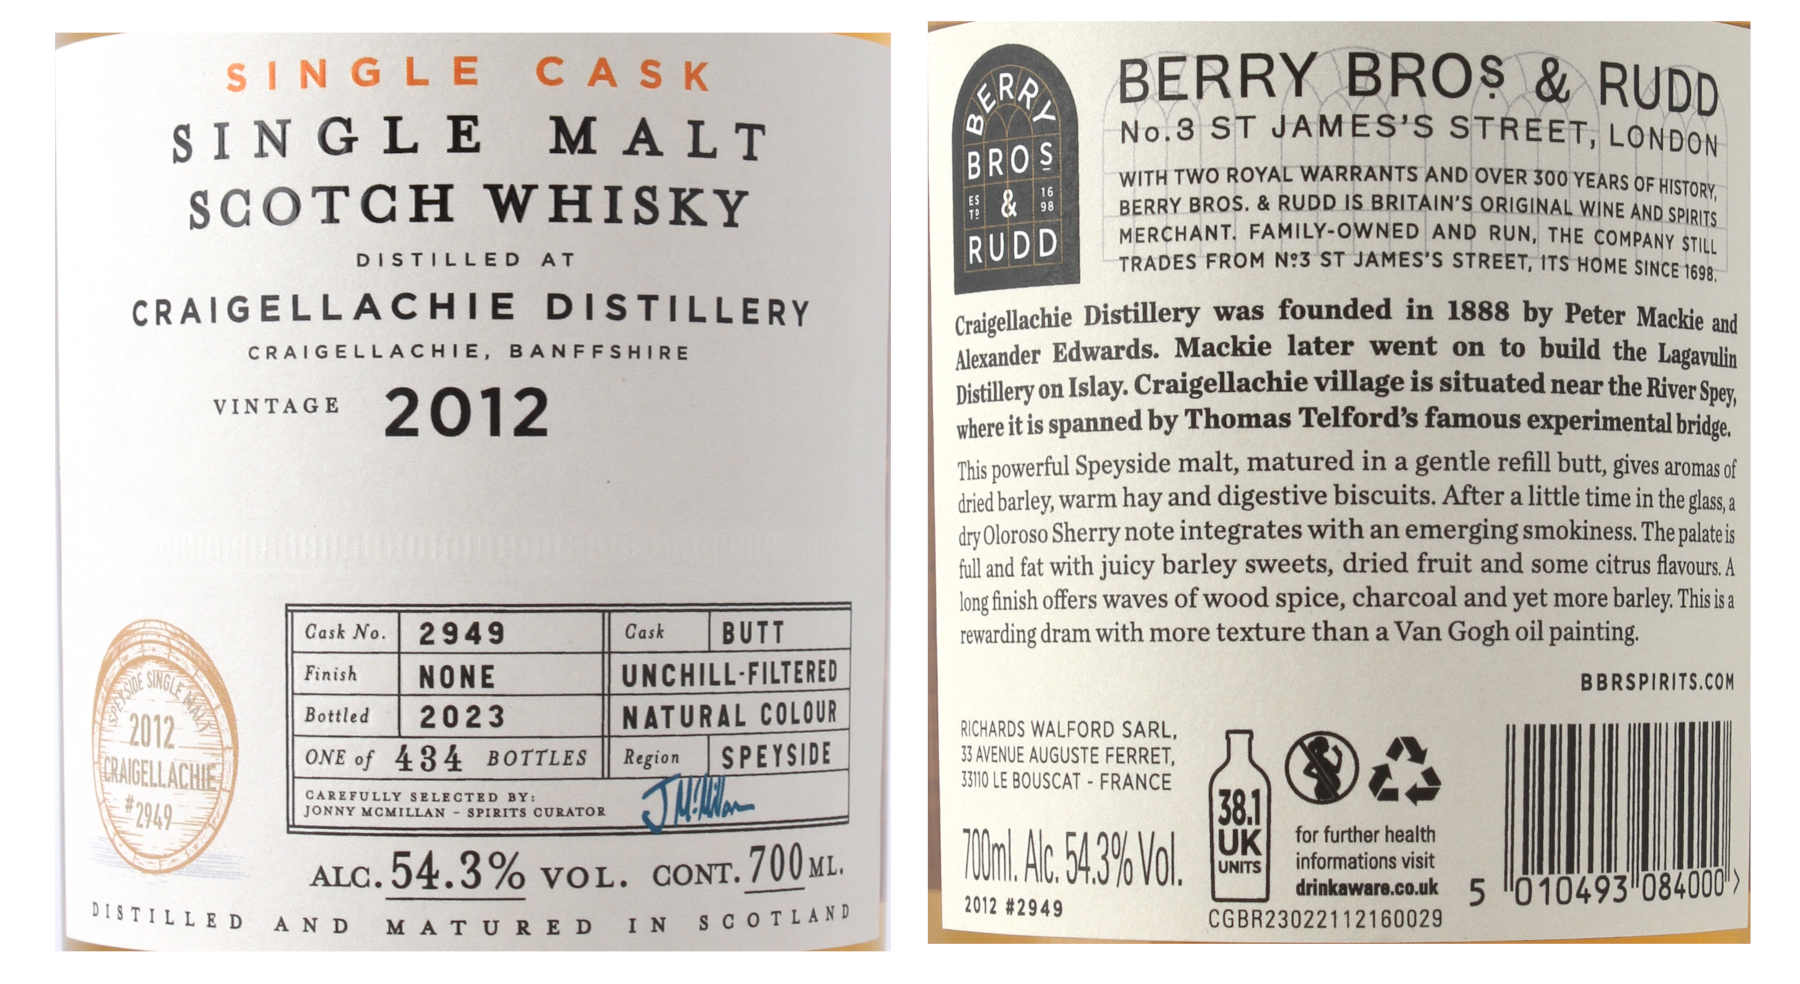 SINGLE CASK
SINGLE MALT
SCOTCH WHISKY
DISTILLED AT
CRAIGELLACHIE DISTILLERY
CRAIGELLACHIE, BANFFSHIRE
VINTAGE 2012
SPEYSIDE SINGLE MALT
2012
CRAIGELLACHIE
#2949
Cask No. 2949 Cask BUTT
Finish NONE UNCHILL-FILTERED
Bottled 2023 NATURAL COLOUR
ONE of 434 BOTTLES Region SPEYSIDE
CAREFULLY SELECTED BY:
JONNY MCMILLAN - SPIRITS CURATOR
J McMillan
ALC. 54.3% VOL. CONT. 700 ML.
DISTILLED AND MATURED IN SCOTLAND
BERRY
BROS
ES
TD & 16
98
RUDD
BERRY BROS & RUDD
No.3 ST JAMES'S STREET, LONDON
WITH TWO ROYAL WARRANTS AND OVER 300 YEARS OF HISTORY,
BERRY BROS. & RUDD IS BRITAIN'S ORIGINAL WINE AND SPIRITS
MERCHANT. FAMILY-OWNED AND RUN, THE COMPANY STILL
TRADES FROM Nº3 ST JAMES'S STREET, ITS HOME SINCE 1698.
Craigellachie Distillery was founded in 1888 by Peter Mackie and
Alexander Edwards. Mackie later went on to build the Lagavulin
Distillery on Islay. Craigellachie village is situated near the River Spey,
where it is spanned by Thomas Telford's famous experimental bridge.
This powerful Speyside malt, matured in a gentle refill butt, gives aromas of
dried barley, warm hay and digestive biscuits. After a little time in the glass, a
dry Oloroso Sherry note integrates with an emerging smokiness. The palate is
full and fat with juicy barley sweets, dried fruit and some citrus flavours. A
long finish offers waves of wood spice, charcoal and yet more barley. This is a
rewarding dram with more texture than a Van Gogh oil painting.
BBRSPIRITS.COM
RICHARDS WALFORD SARL,
33 AVENUE AUGUSTE FERRET,
33110 LE BOUSCAT - FRANCE
700ml. Alc. 54.3% Vol.
2012 #2949
38.1
UK
UNITS
for further health
informations visit
drinkaware.co.uk
CGBR23022112160029
5 010493 084000 >